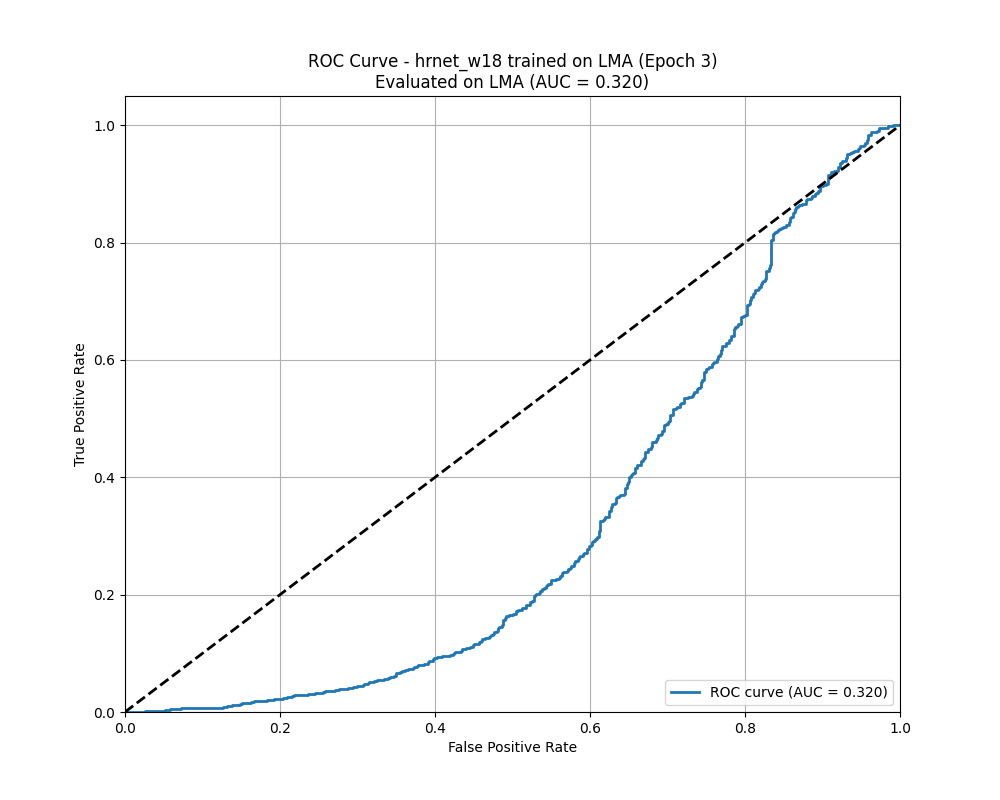 ROC Curve - hrnet_w18 trained on LMA (Epoch 3)
Evaluated on LMA (AUC = 0.320)
1.0
0.8
0.6
0.4
0.2
0.0
True Positive Rate
ROC curve (AUC = 0.320)
0.0 0.2 0.4 0.6 0.8 1.0
False Positive Rate